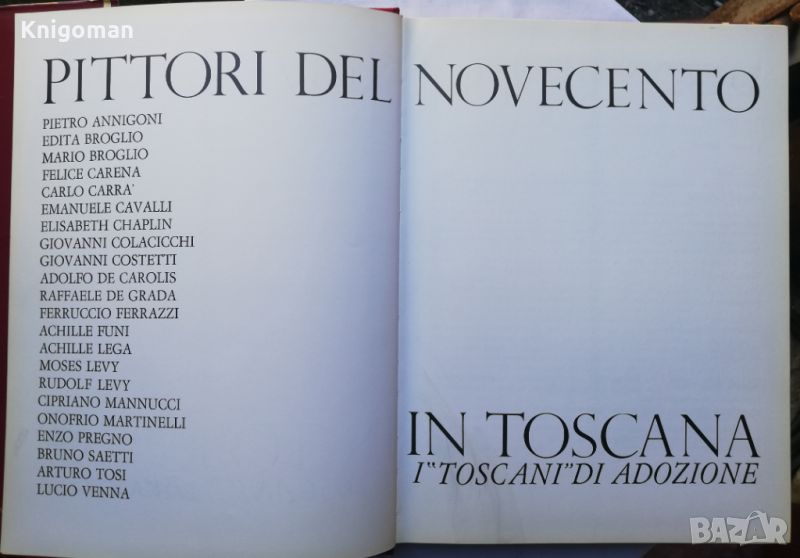 Knigoman
PITTORI DEL NOVECENTO
PIETRO ANNIGONI
EDITA BROGLIO
MARIO BROGLIO
FELICE CARENA
CARLO CARRA'
EMANUELE CAVALLI
ELISABETH CHAPLIN
GIOVANNI COLACICCHI
GIOVANNI COSTETTI
ADOLFO DE CAROLIS
RAFFAELE DE GRADA
FERRUCCIO FERRAZZI
ACHILLE FUNI
ACHILLE LEGA
MOSES LEVY
RUDOLF LEVY
CIPRIANO MANNUCCI
ONOFRIO MARTINELLI
ENZO PREGNO
BRUNO SAETTI
ARTURO TOSI
LUCIO VENNA
IN TOSCANA
I "TOSCANI" DI ADOZIONE
BAZAR